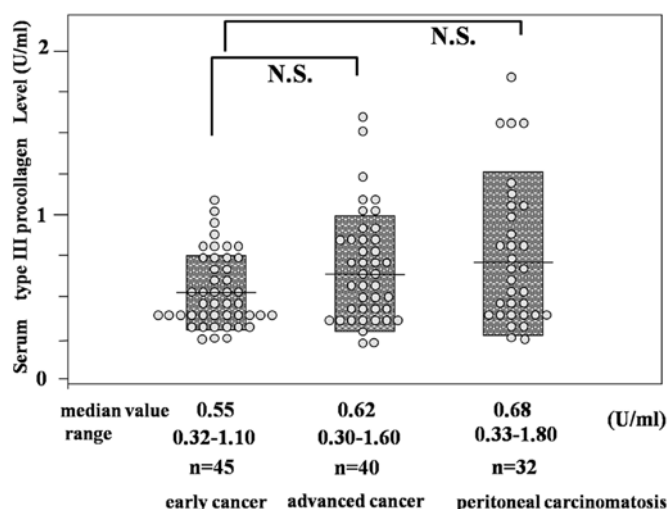 Serum type III procollagen Level (U/ml)
2
1
0
N.S.
N.S.
median value 0.55 0.62 0.68 (U/ml)
range 0.32-1.10 0.30-1.60 0.33-1.80
n=45 n=40 n=32
early cancer advanced cancer peritoneal carcinomatosis